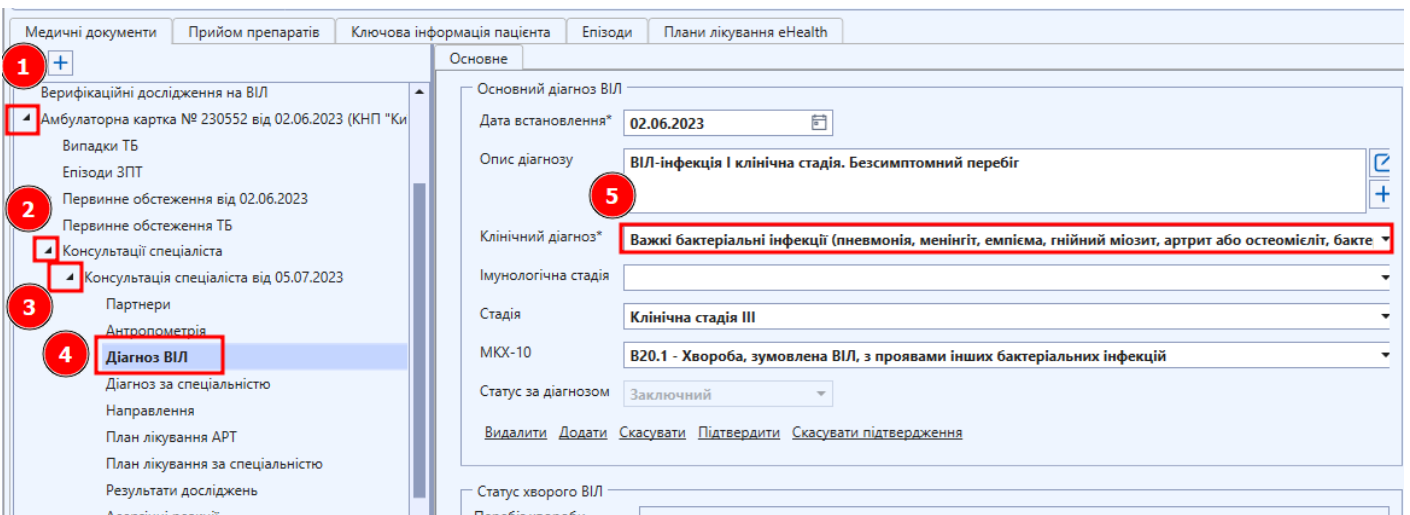 Медичні документи Прийом препаратів Ключова інформація пацієнта Епізоди Плани лікування eHealth
1 +
Верифікаційні дослідження на ВІЛ
Амбулаторна картка № 230552 від 02.06.2023 (КНП "Ки
Випадки ТБ
Епізоди ЗПТ
2
Первинне обстеження від 02.06.2023
Первинне обстеження ТБ
Консультації спеціаліста
Консультація спеціаліста від 05.07.2023
3
Партнери
Антропометрія
4
Діагноз ВІЛ
Діагноз за спеціальністю
Направлення
План лікування АРТ
План лікування за спеціальністю
Результати досліджень
Основне
Основний діагноз ВІЛ
Дата встановлення* 02.06.2023
Опис діагнозу ВІЛ-інфекція І клінічна стадія. Безсимптомний перебіг
5
Клінічний діагноз* Важкі бактеріальні інфекції (пневмонія, менінгіт, емпієма, гнійний міозит, артрит або остеомієліт, бакте
Імунологічна стадія
Стадія Клінічна стадія III
МКХ-10 B20.1 - Хвороба, зумовлена ВІЛ, з проявами інших бактеріальних інфекцій
Статус за діагнозом Заключний
Видалити Додати Скасувати Підтвердити Скасувати підтвердження
Статус хворого ВІЛ